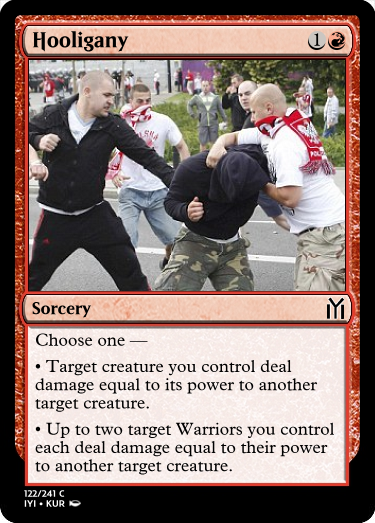 Hooligany 1
Sorcery
Choose one —
• Target creature you control deal
damage equal to its power to another
target creature.
• Up to two target Warriors you control
each deal damage equal to their power
to another target creature.
122/241 C
IYI • KUR